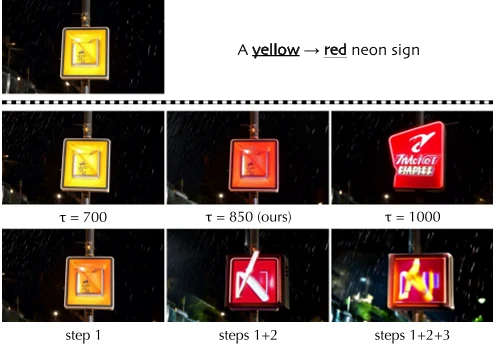 A yellow → red neon sign
τ = 700
τ = 850 (ours)
τ = 1000
step 1
steps 1+2
steps 1+2+3